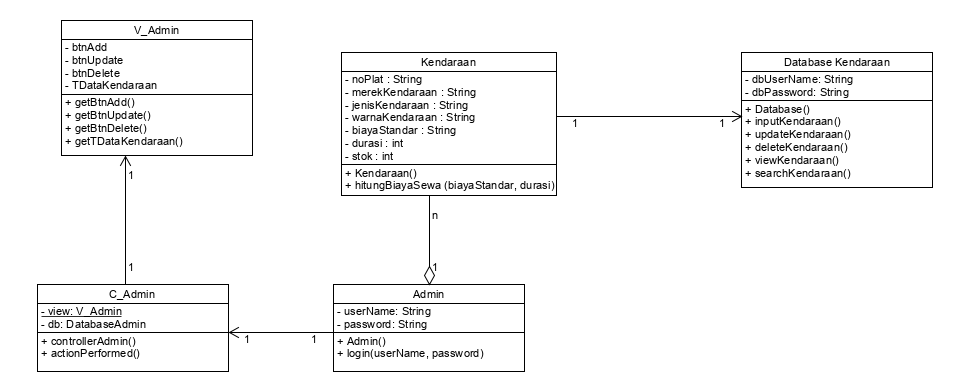 V_Admin
- btnAdd
- btnUpdate
- btnDelete
- TDataKendaraan
+ getBtnAdd()
+ getBtnUpdate()
+ getBtnDelete()
+ getTDataKendaraan()
Kendaraan
- noPlat : String
- merekKendaraan : String
- jenisKendaraan : String
- warnaKendaraan : String
- biayaStandar : String
- durasi : int
- stok : int
+ Kendaraan()
+ hitungBiayaSewa (biayaStandar, durasi)
1
1
Database Kendaraan
- dbUserName: String
- dbPassword: String
+ Database()
+ inputKendaraan()
+ updateKendaraan()
+ deleteKendaraan()
+ viewKendaraan()
+ searchKendaraan()
1
1
n
1
C_Admin
- view: V_Admin
- db: DatabaseAdmin
+ controllerAdmin()
+ actionPerformed()
1
1
Admin
- userName: String
- password: String
+ Admin()
+ login(userName, password)